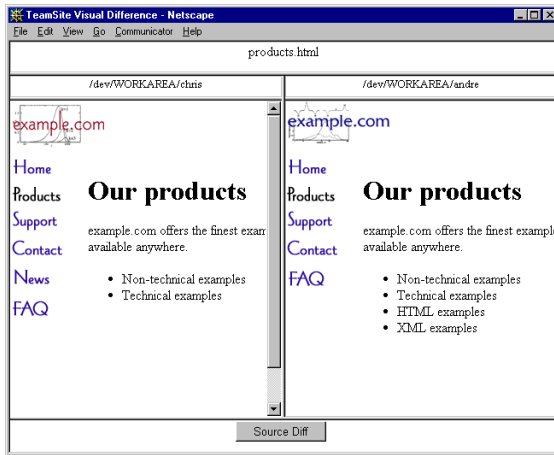 TeamSite Visual Difference - Netscape
File Edit View Go Communicator Help
products.html
/dev/WORKAREA/chris
/dev/WORKAREA/andre
example.com
Home
Products
Support
Contact
News
FAQ
Our products
example.com offers the finest exam
available anywhere.
• Non-technical examples
• Technical examples
example.com
Home
Products
Support
Contact
FAQ
Our products
example.com offers the finest example
available anywhere.
• Non-technical examples
• Technical examples
• HTML examples
• XML examples
Source Diff